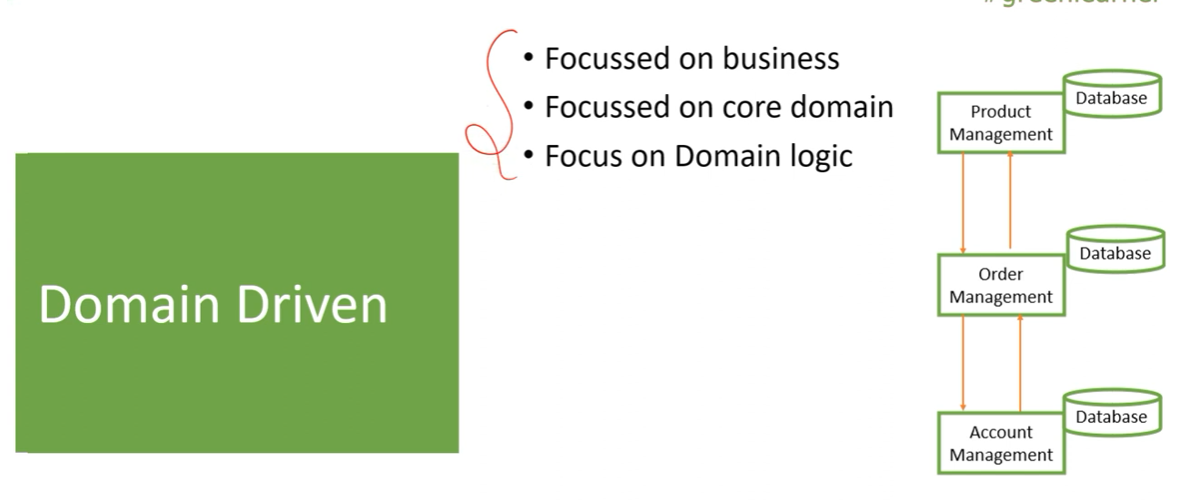 Domain Driven
• Focussed on business
• Focussed on core domain
• Focus on Domain logic
Product
Management
Database
Order
Management
Database
Account
Management
Database